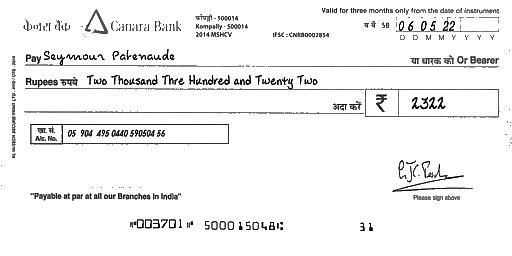 Valid for three months only from the date of instrument
केनरा बैंक Canara Bank
कोंपल्ली - 500014
Kompally - 500014
2014 MSHCV
IFSC : CNRB0002854
SB 06 05 22
D D M M Y Y Y Y
Pay Seymour Patenaude या धारक को Or Bearer
Rupees रुपये Two Thousand Thre Hundred and Twenty Two
अदा करें ₹ 2322
खा. सं.
A/c. No. 05 904 495 0440 590504 56
Please sign above
"Payable at par at all our Branches in India"
⑈003701⑈ 500015048⑆ 31